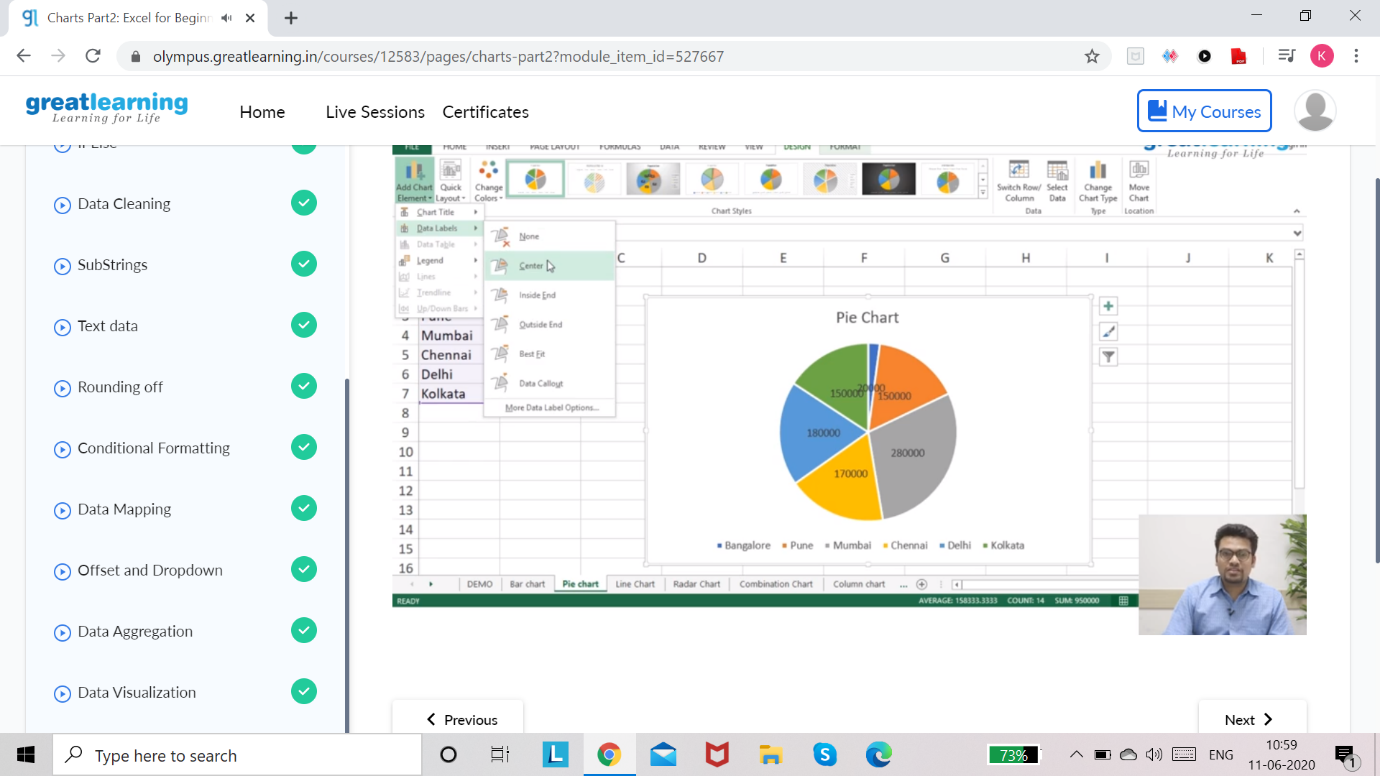 Charts Part2: Excel for Beginn
olympus.greatlearning.in/courses/12583/pages/charts-part2?module_item_id=527667
K
greatlearning
Learning for Life
Home
Live Sessions
Certificates
My Courses
Data Cleaning
SubStrings
Text data
Rounding off
Conditional Formatting
Data Mapping
Offset and Dropdown
Data Aggregation
Data Visualization
FILE HOME INSERT PAGE LAYOUT FORMULAS DATA REVIEW VIEW DESIGN FORMAT
Learning for Life
Add Chart Element
Quick Layout
Change Colors
Switch Row/ Column
Select Data
Change Chart Type
Move Chart
Chart Styles
Data
Type
Location
Chart Title
Data Labels
Data Table
Legend
Lines
Trendline
Up/Down Bars
None
Center
Inside End
Outside End
Best Fit
Data Callout
More Data Label Options...
C D E F G H I J K
4 Mumbai
5 Chennai
6 Delhi
7 Kolkata
8
9
10
11
12
13
14
15
16
Pie Chart
20000
150000
150000
180000
280000
170000
Bangalore Pune Mumbai Chennai Delhi Kolkata
DEMO Bar chart Pie chart Line Chart Radar Chart Combination Chart Column chart ...
READY
AVERAGE: 158333.3333 COUNT: 14 SUM: 950000
Previous
Next
Type here to search
L
S
73%
ENG
10:59
11-06-2020
1